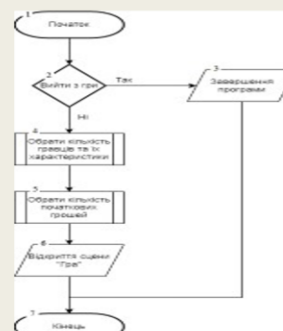 1
Початок
2
Вийти з гри
Так
3
Завершення
програми
Ні
4
Обрати кількість
гравців та їх
характеристики
5
Обрати кількість
початкових
грошей
6
Відкриття сцени
"Гра"
7
Кінець